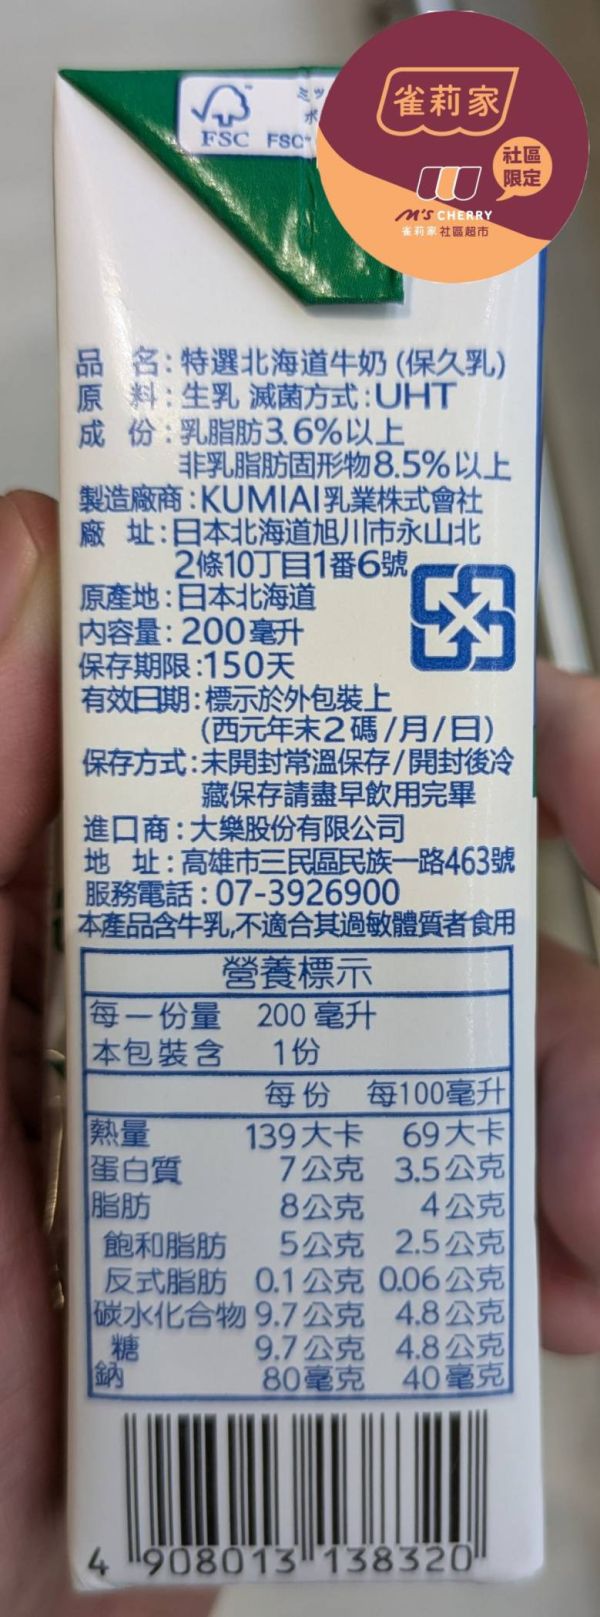 雀莉家
社區
限定
M'S CHERRY
雀莉家 社區超市
FSC FSC
品 名:特選北海道牛奶(保久乳)
原 料:生乳 滅菌方式:UHT
成 份:乳脂肪3.6%以上
非乳脂肪固形物8.5%以上
製造廠商:KUMIAI乳業株式會社
廠 址:日本北海道旭川市永山北
2條10丁目1番6號
原產地:日本北海道
內容量:200毫升
保存期限:150天
有效日期:標示於外包裝上
(西元年末2碼/月/日)
保存方式:未開封常溫保存/開封後冷
藏保存請盡早飲用完畢
進口商:大樂股份有限公司
地 址:高雄市三民區民族一路463號
服務電話:07-3926900
本產品含牛乳,不適合其過敏體質者食用
營養標示
每一份量 200 毫升
本包裝含 1份
每份 每100毫升
熱量 139大卡 69大卡
蛋白質 7公克 3.5公克
脂肪 8公克 4公克
飽和脂肪 5公克 2.5公克
反式脂肪 0.1公克 0.06公克
碳水化合物 9.7公克 4.8公克
糖 9.7公克 4.8公克
鈉 80毫克 40毫克
4 908013 138320